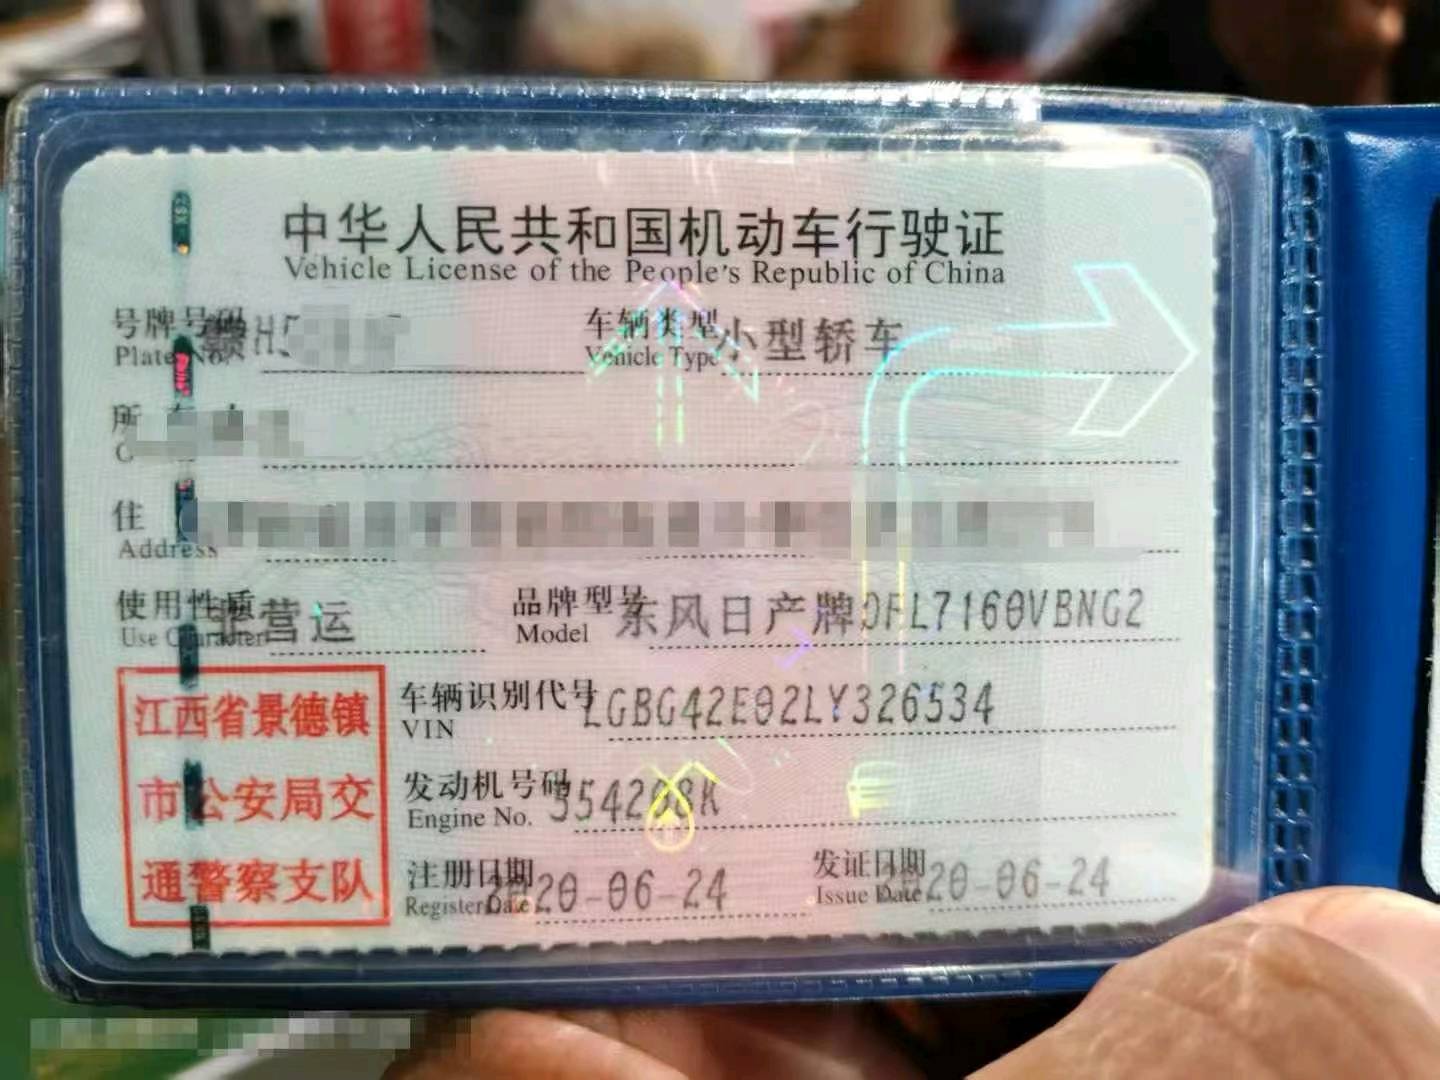 中华人民共和国机动车行驶证
Vehicle License of the People's Republic of China
号牌号码 赣H5 车辆类型 小型轿车
Plate No. Vehicle Type
所
住
Address
使用性质 非营运 品牌型号 东风日产牌DFL7160VBNG2
Use Character Model
江西省景德镇
市公安局交
通警察支队
车辆识别代号 LGBG42E02LY326534
VIN
发动机号码 354208K
Engine No.
注册日期 2020-06-24 发证日期 2020-06-24
Register Date Issue Date